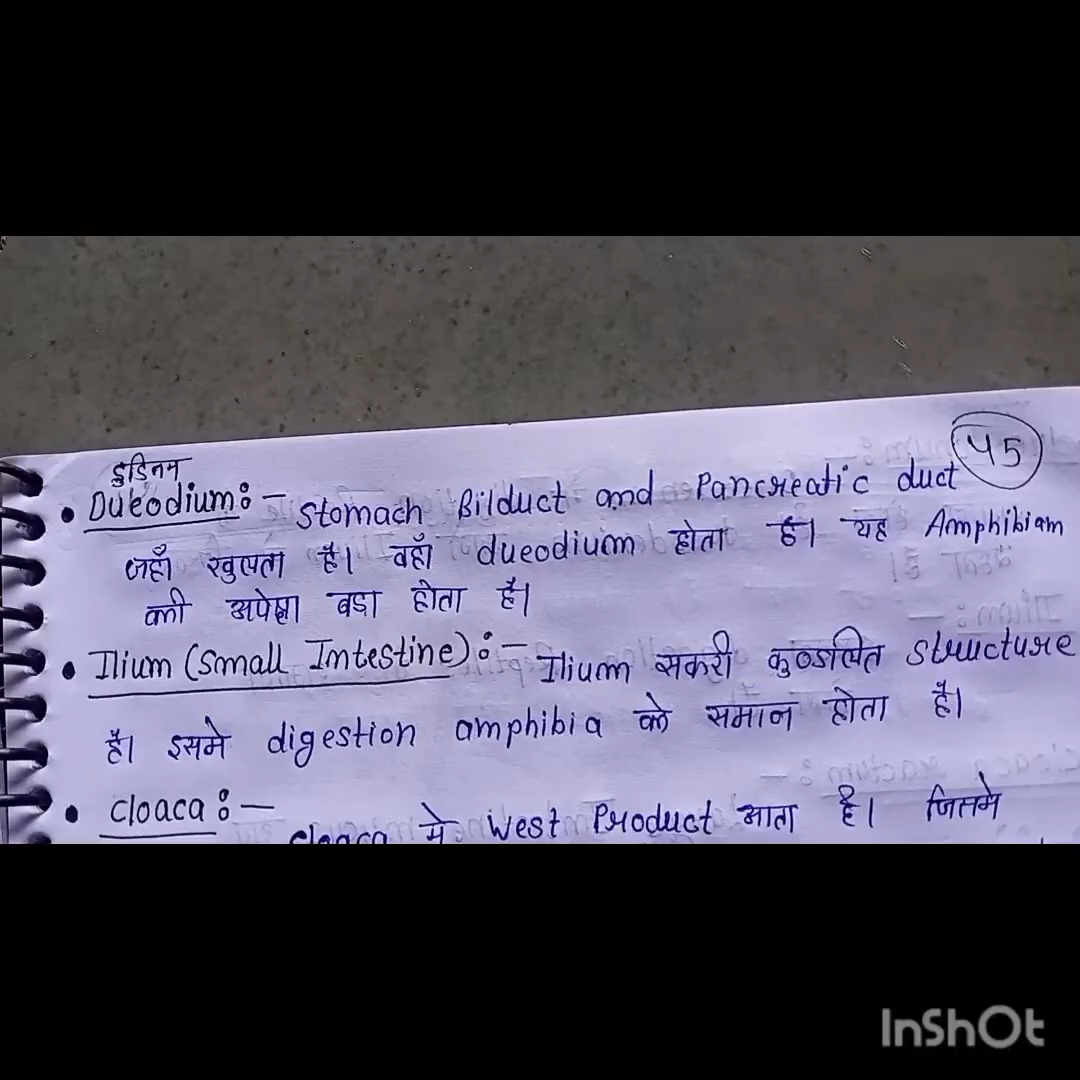 45
डुडिनम
• Dueodium:- Stomach Bilduct and Pancreatic duct
जहाँ खुलता है। वहाँ dueodium होता है। यह Amphibiam
की अपेक्षा बडा होता है।
• Ilium (Small Intestine):- Ilium सकरी कुण्डलित structure
है। इसमे digestion amphibia के समान होता है।
• Cloaca:-
Cloaca मे West Product आता है। जिसमे
InShOt